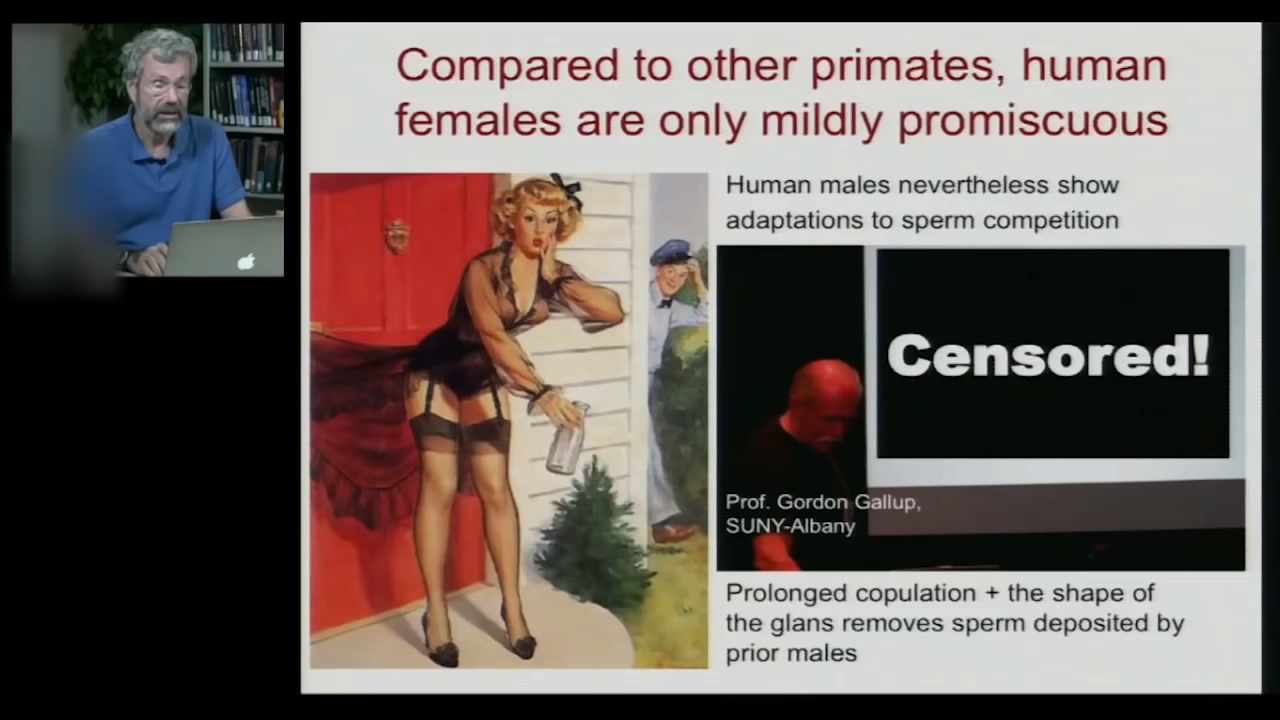 Compared to other primates, human
females are only mildly promiscuous
Human males nevertheless show
adaptations to sperm competition
Censored!
Prof. Gordon Gallup,
SUNY-Albany
Prolonged copulation + the shape of
the glans removes sperm deposited by
prior males